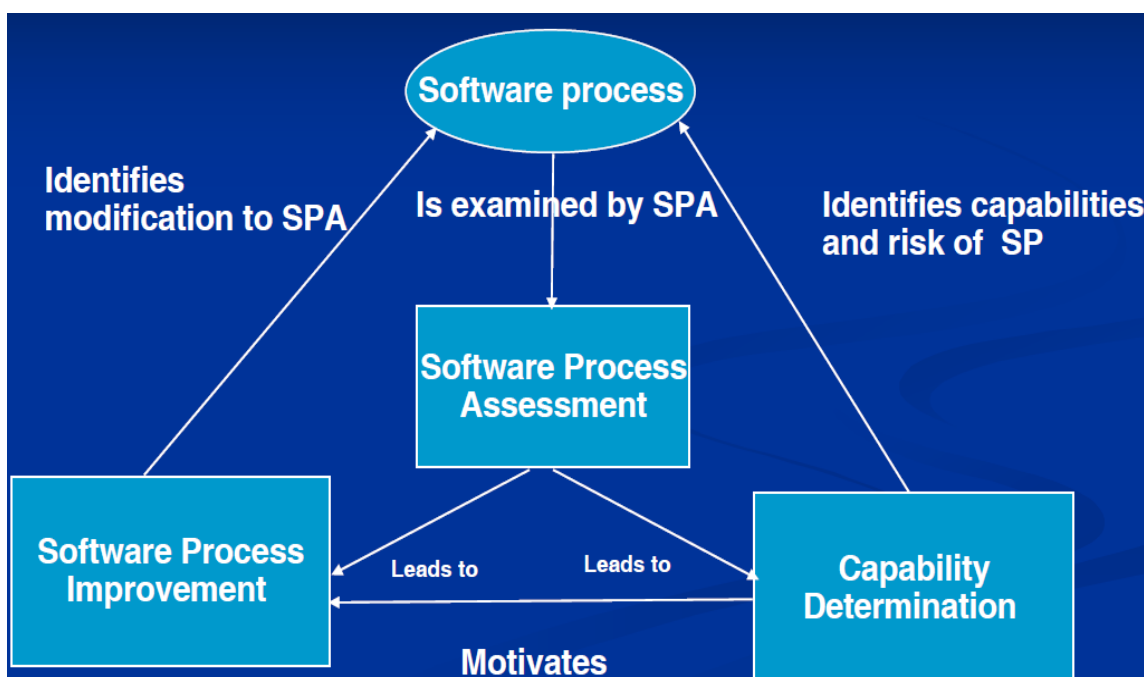 Software process
Identifies
modification to SPA
Is examined by SPA
Identifies capabilities
and risk of SP
Software Process
Assessment
Software Process
Improvement
Leads to
Leads to
Capability
Determination
Motivates